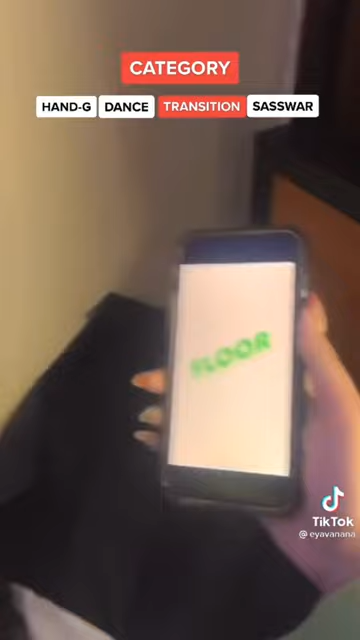 CATEGORY
HAND-G DANCE TRANSITION SASSWAR
FLOOR
TikTok
@ eyavanana